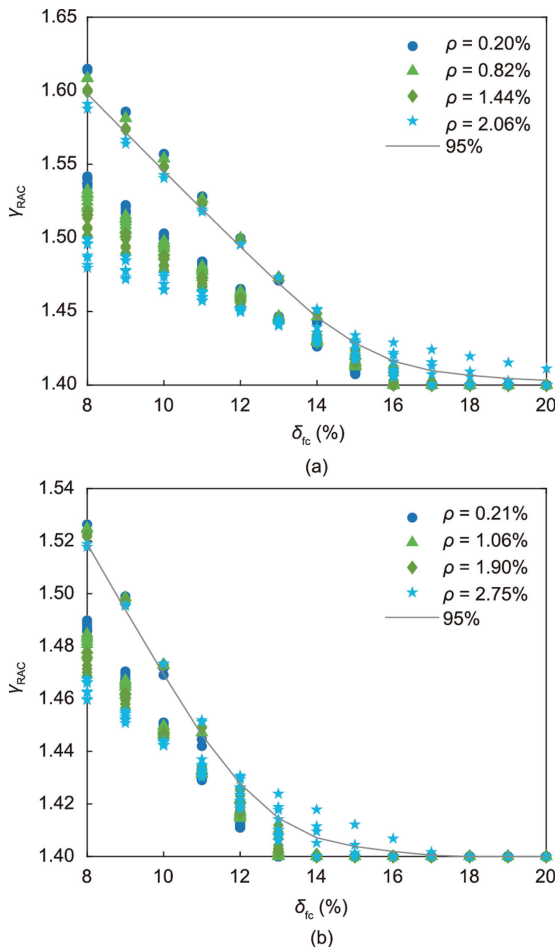 1.65
1.60
1.55
1.50
1.45
1.40
γRAC
ρ = 0.20%
ρ = 0.82%
ρ = 1.44%
ρ = 2.06%
95%
8 10 12 14 16 18 20
δfc (%)
(a)
1.54
1.52
1.50
1.48
1.46
1.44
1.42
1.40
γRAC
ρ = 0.21%
ρ = 1.06%
ρ = 1.90%
ρ = 2.75%
95%
8 10 12 14 16 18 20
δfc (%)
(b)